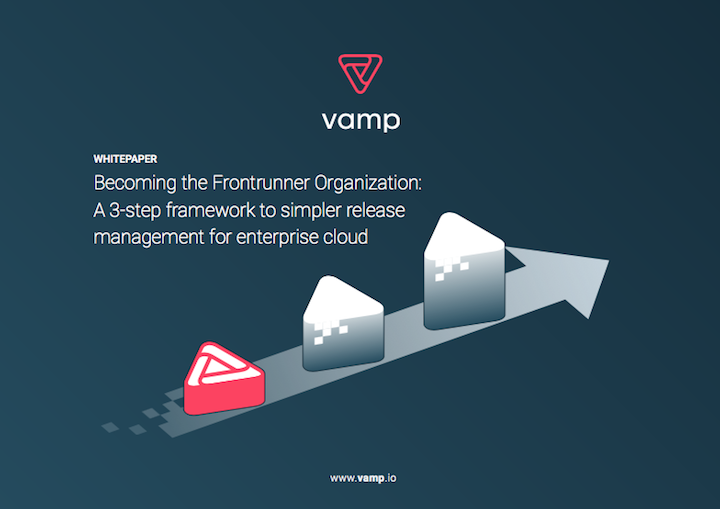 vamp
WHITEPAPER
Becoming the Frontrunner Organization:
A 3-step framework to simpler release
management for enterprise cloud
www.vamp.io